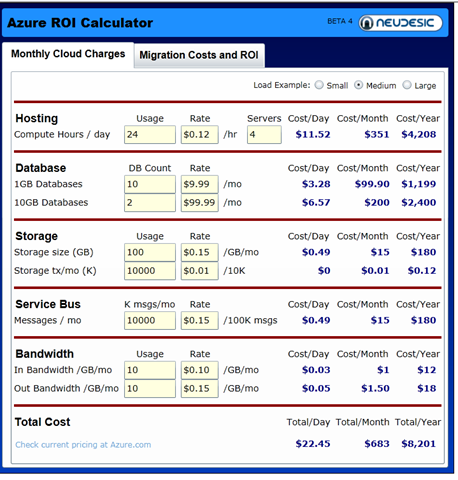 Azure ROI Calculator BETA 4 NEUDESIC
Monthly Cloud Charges Migration Costs and ROI
Load Example: Small Medium Large
Hosting Usage Rate Servers Cost/Day Cost/Month Cost/Year
Compute Hours / day 24 $0.12 /hr 4 $11.52 $351 $4,208
Database DB Count Rate Cost/Day Cost/Month Cost/Year
1GB Databases 10 $9.99 /mo $3.28 $99.90 $1,199
10GB Databases 2 $99.99 /mo $6.57 $200 $2,400
Storage Usage Rate Cost/Day Cost/Month Cost/Year
Storage size (GB) 100 $0.15 /GB/mo $0.49 $15 $180
Storage tx/mo (K) 10000 $0.01 /10K $0 $0.01 $0.12
Service Bus K msgs/mo Rate Cost/Day Cost/Month Cost/Year
Messages / mo 10000 $0.15 /100K msgs $0.49 $15 $180
Bandwidth Usage Rate Cost/Day Cost/Month Cost/Year
In Bandwidth /GB/mo 10 $0.10 /GB/mo $0.03 $1 $12
Out Bandwidth /GB/mo 10 $0.15 /GB/mo $0.05 $1.50 $18
Total Cost Total/Day Total/Month Total/Year
Check current pricing at Azure.com $22.45 $683 $8,201